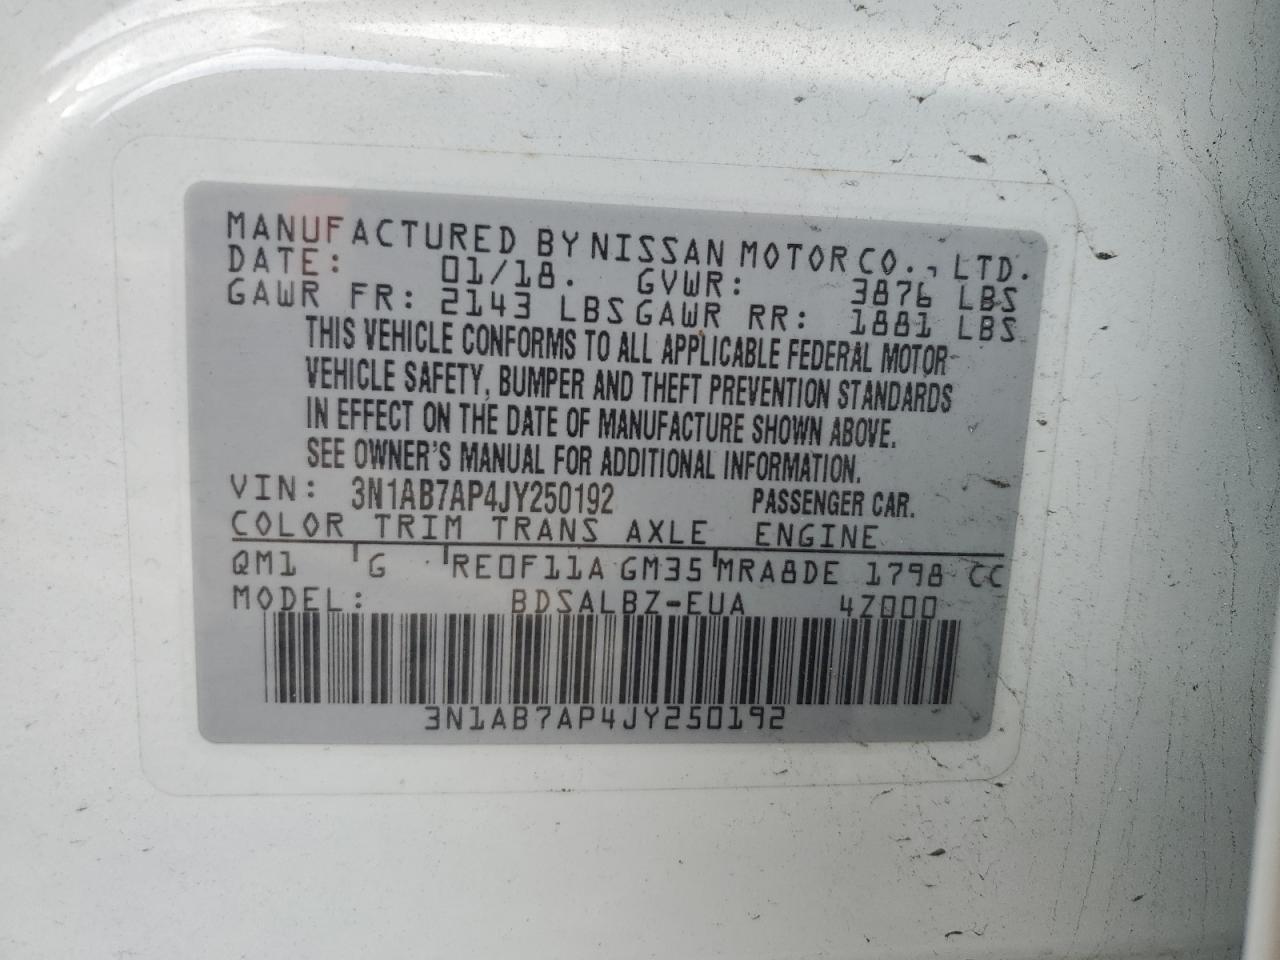 MANUFACTURED BY NISSAN MOTOR CO., LTD.
DATE: 01/18. GVWR: 3876 LBS
GAWR FR: 2143 LBS GAWR RR: 1881 LBS
THIS VEHICLE CONFORMS TO ALL APPLICABLE FEDERAL MOTOR
VEHICLE SAFETY, BUMPER AND THEFT PREVENTION STANDARDS
IN EFFECT ON THE DATE OF MANUFACTURE SHOWN ABOVE.
SEE OWNER'S MANUAL FOR ADDITIONAL INFORMATION.
VIN: 3N1AB7AP4JY250192 PASSENGER CAR.
COLOR TRIM TRANS AXLE ENGINE
QM1 G RE0F11A GM35 MRA8DE 1798 CC
MODEL: BDSALBZ-EUA 4Z000
3N1AB7AP4JY250192